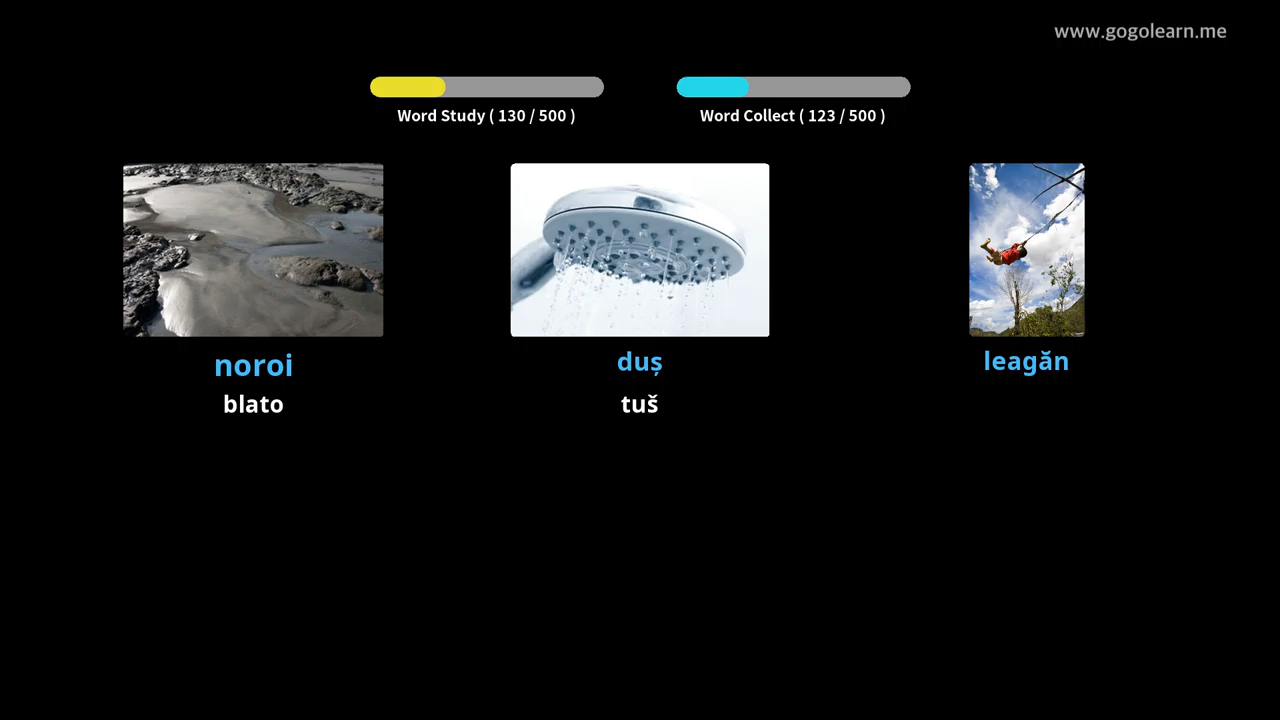 www.gogolearn.me
Word Study ( 130 / 500 )
Word Collect ( 123 / 500 )
noroi
duș
leagăn
blato
tuš